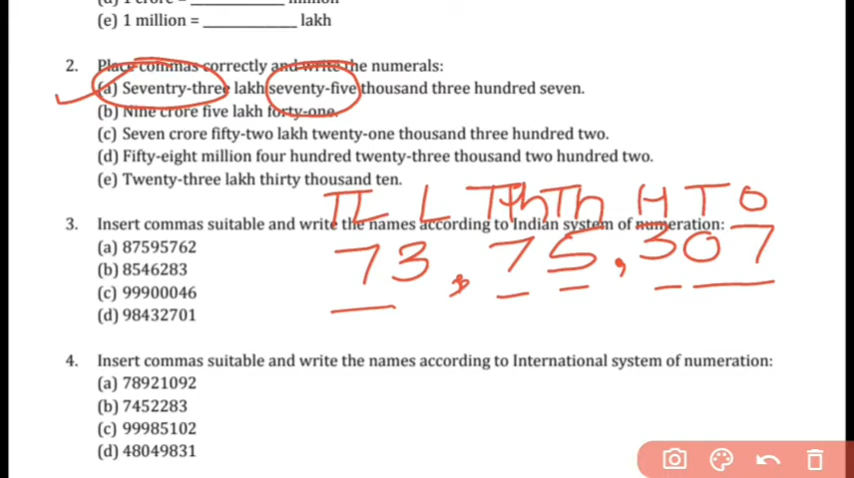 (e) 1 million = ____________ lakh
2. Place commas correctly and write the numerals:
(a) Seventry-three lakh seventy-five thousand three hundred seven.
(b) Nine crore five lakh forty-one.
(c) Seven crore fifty-two lakh twenty-one thousand three hundred two.
(d) Fifty-eight million four hundred twenty-three thousand two hundred two.
(e) Twenty-three lakh thirty thousand ten.
TL L TTh Th H T O
3. Insert commas suitable and write the names according to Indian system of numeration:
73,75,307
(a) 87595762
(b) 8546283
(c) 99900046
(d) 98432701
4. Insert commas suitable and write the names according to International system of numeration:
(a) 78921092
(b) 7452283
(c) 99985102
(d) 48049831